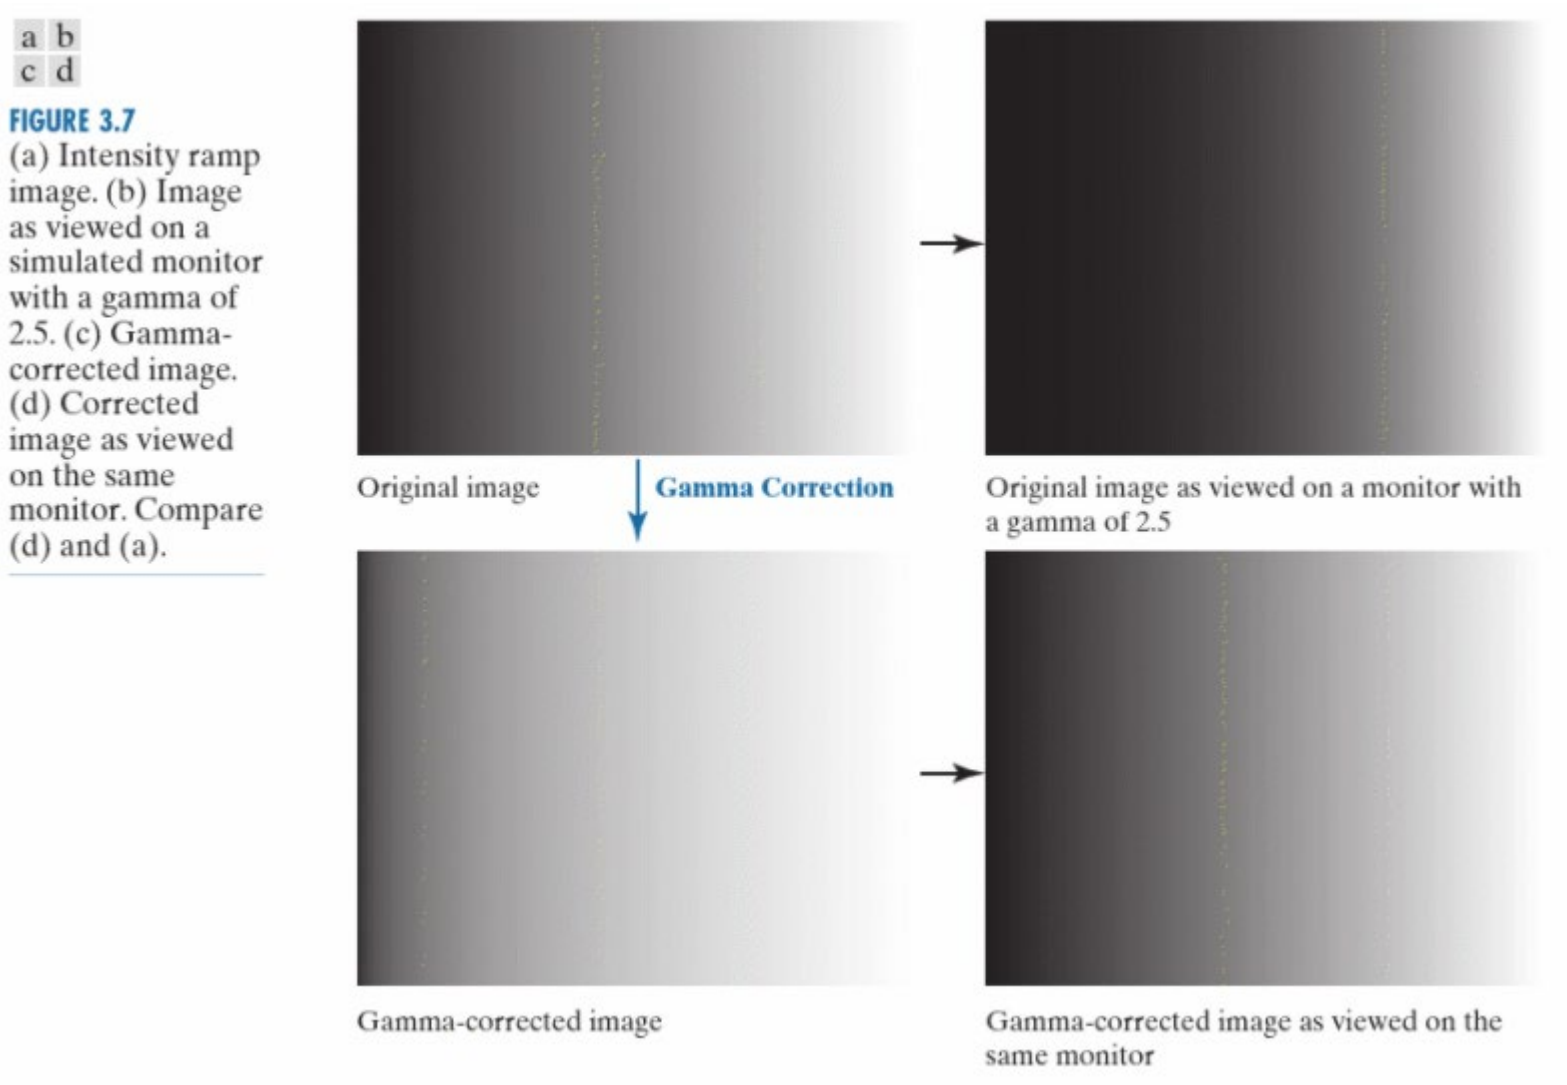 a b
c d
FIGURE 3.7
(a) Intensity ramp
image. (b) Image
as viewed on a
simulated monitor
with a gamma of
2.5. (c) Gamma-
corrected image.
(d) Corrected
image as viewed
on the same
monitor. Compare
(d) and (a).
Original image
Gamma Correction
Original image as viewed on a monitor with
a gamma of 2.5
Gamma-corrected image
Gamma-corrected image as viewed on the
same monitor